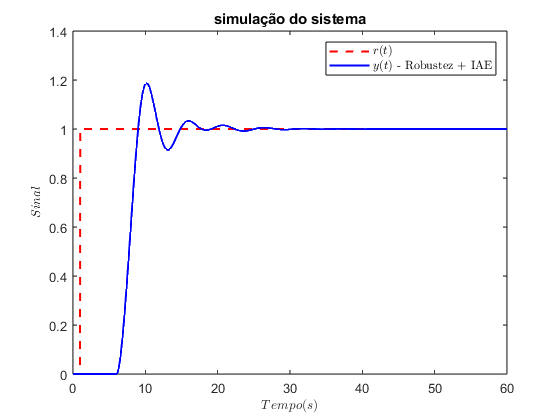 simulação do sistema
r(t)
y(t) - Robustez + IAE
Sinal
1.4
1.2
1
0.8
0.6
0.4
0.2
0
0 10 20 30 40 50 60
Tempo(s)